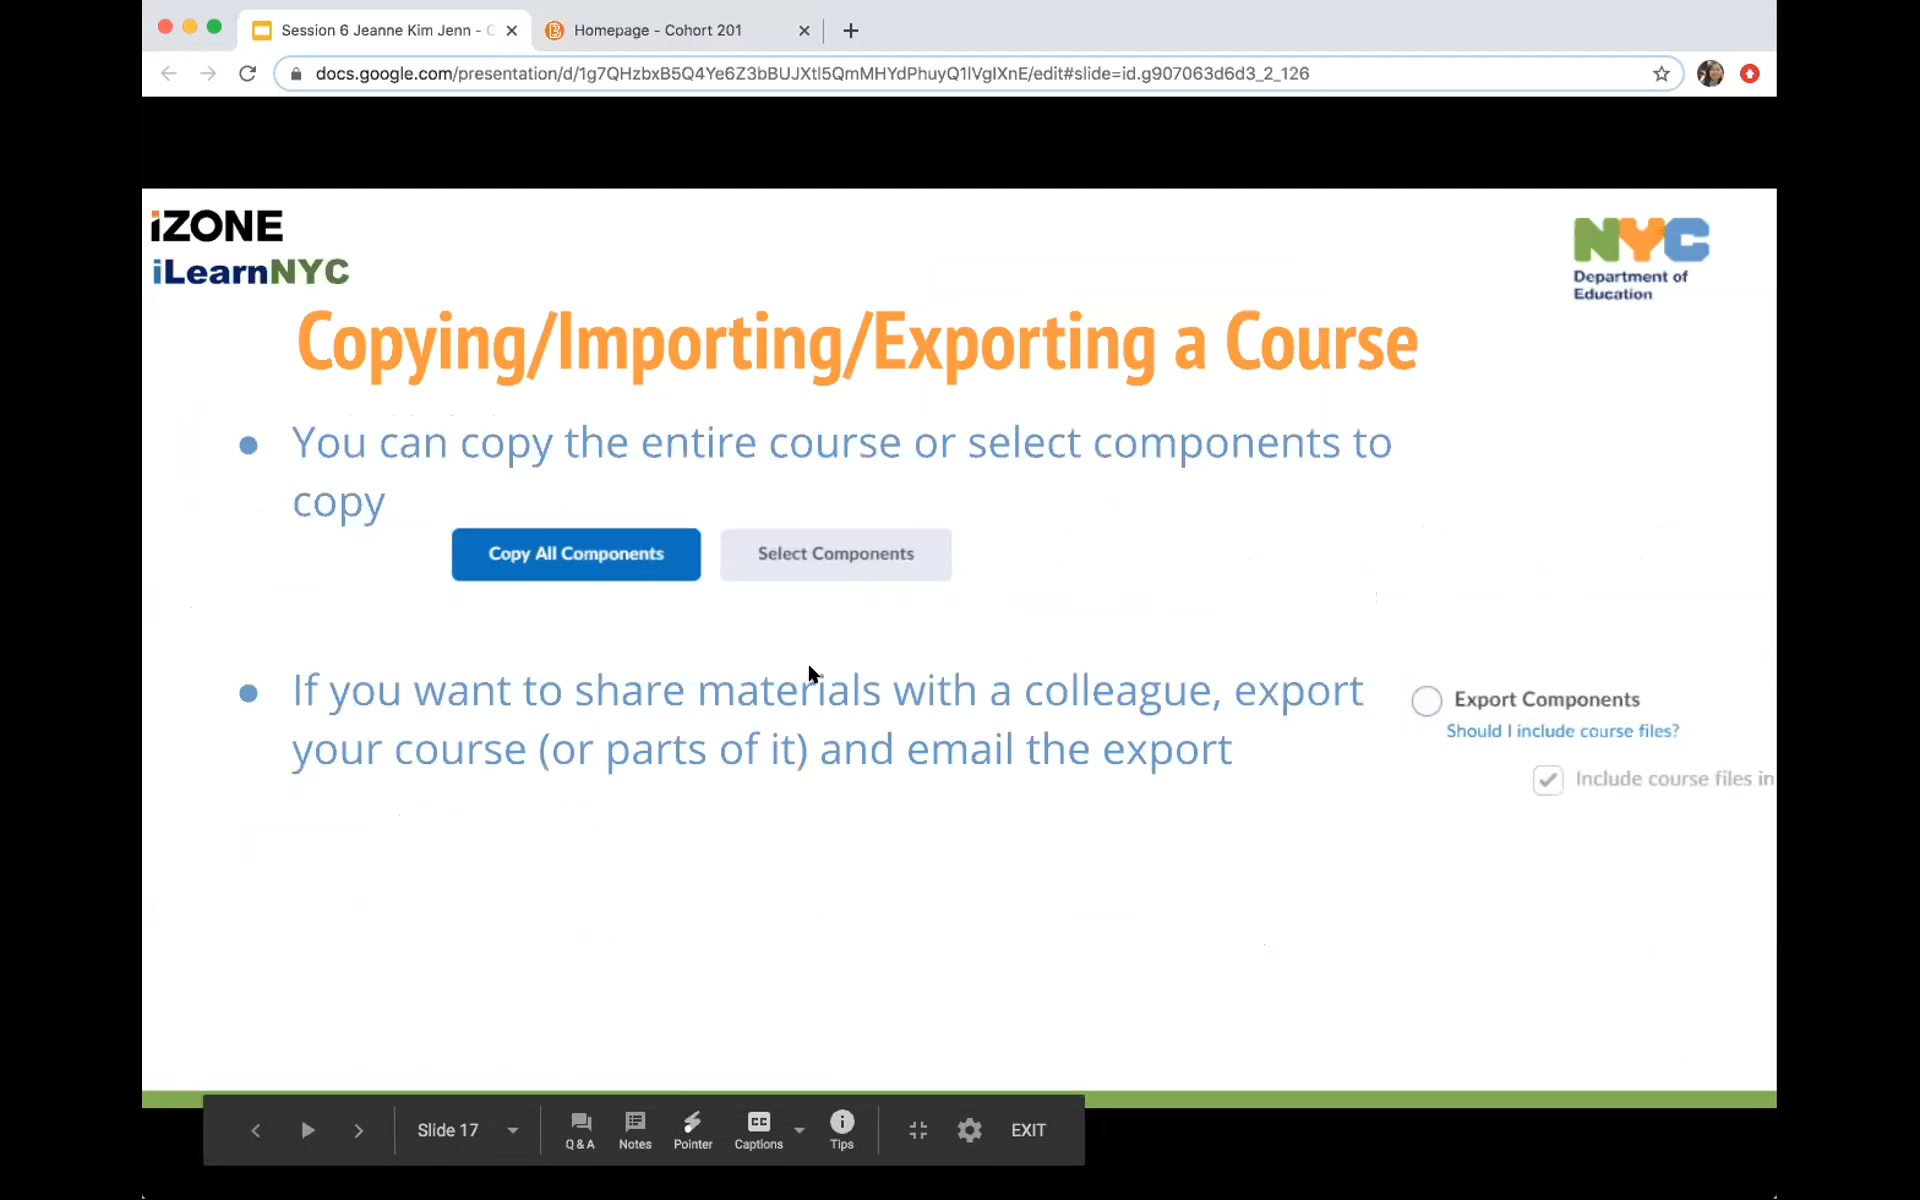 Session 6 Jeanne Kim Jenn - C
Homepage - Cohort 201
docs.google.com/presentation/d/1g7QHzbxB5Q4Ye6Z3bBUJXtl5QmMHYdPhuyQ1lVgIXnE/edit#slide=id.g907063d6d3_2_126
iZONE
iLearnNYC
NYC
Department of
Education
Copying/Importing/Exporting a Course
● You can copy the entire course or select components to
copy
Copy All Components Select Components
● If you want to share materials with a colleague, export
your course (or parts of it) and email the export
Export Components
Should I include course files?
Include course files in
Slide 17
Q&A Notes Pointer Captions Tips
EXIT